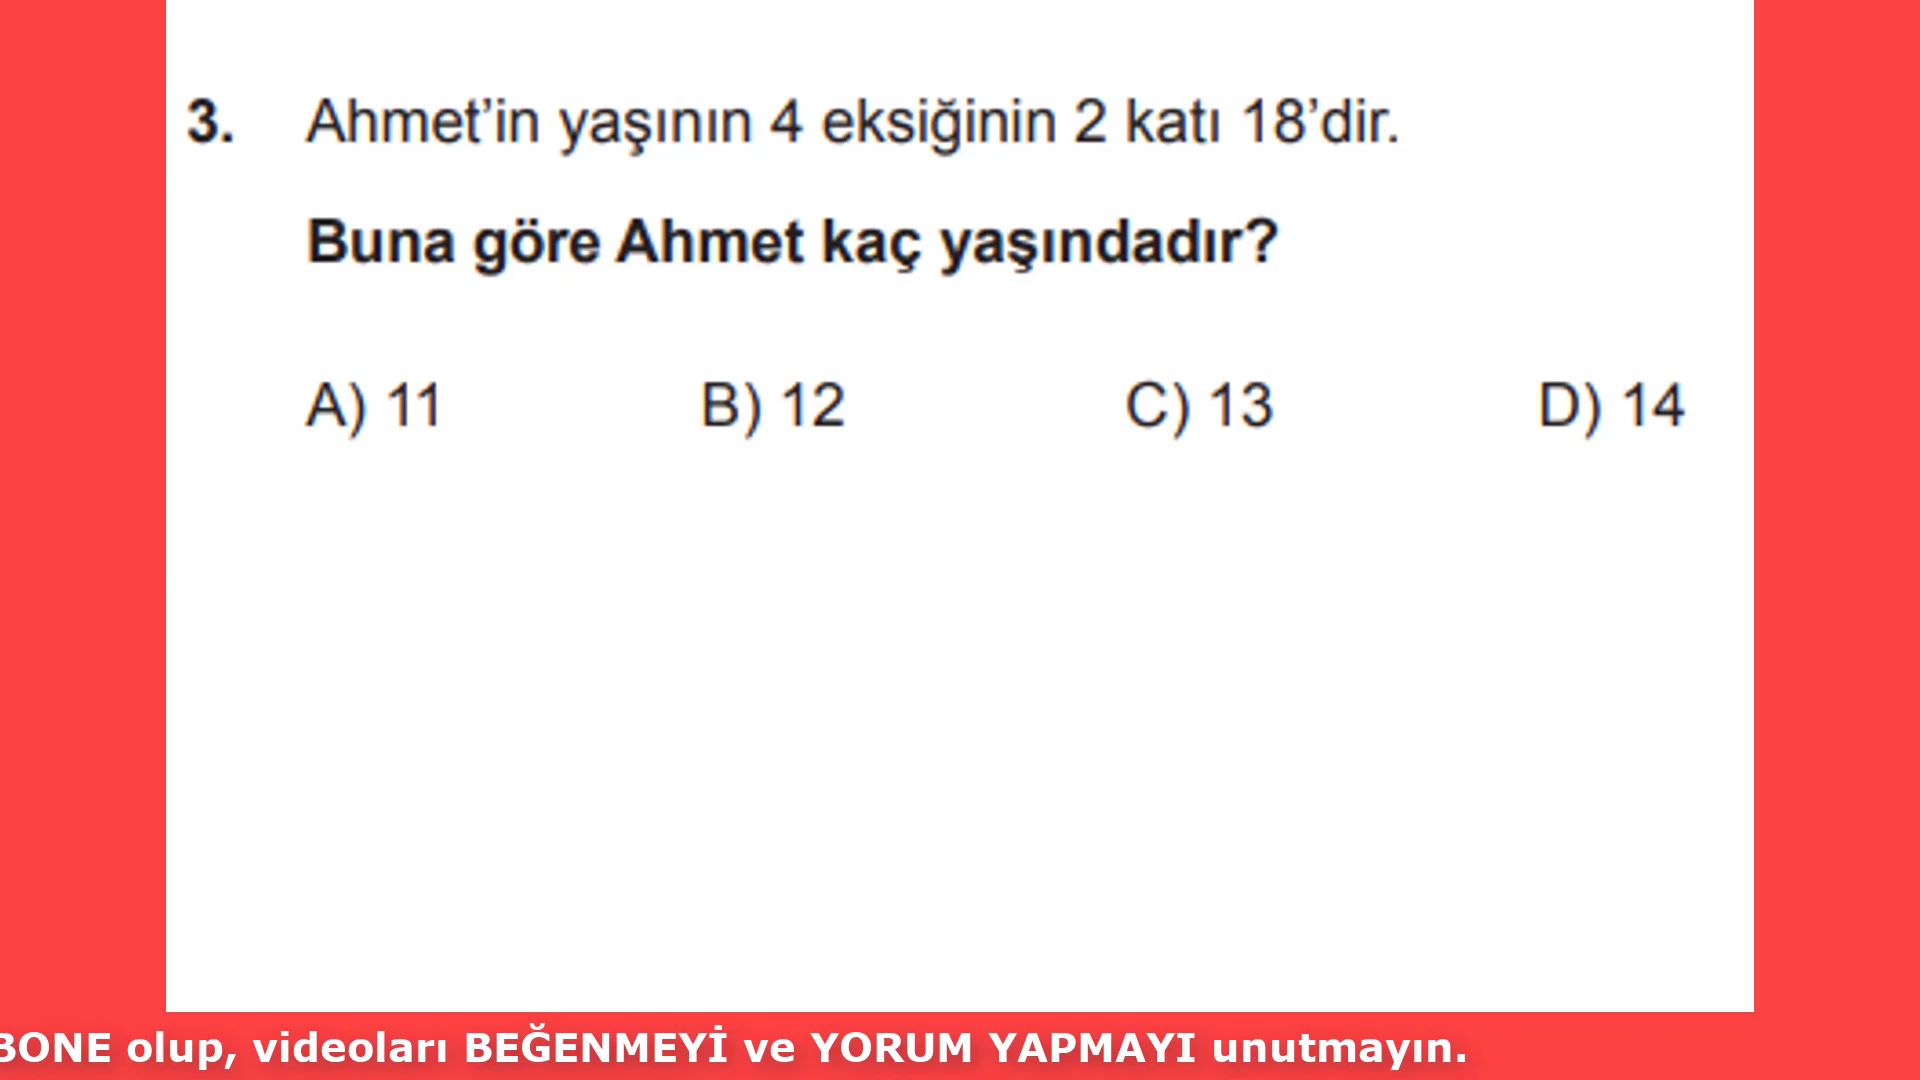 3. Ahmet’in yaşının 4 eksiğinin 2 katı 18’dir.
Buna göre Ahmet kaç yaşındadır?
A) 11 B) 12 C) 13 D) 14
olup, videoları BEĞENMEYİ ve YORUM YAPMAYI unutmayın.